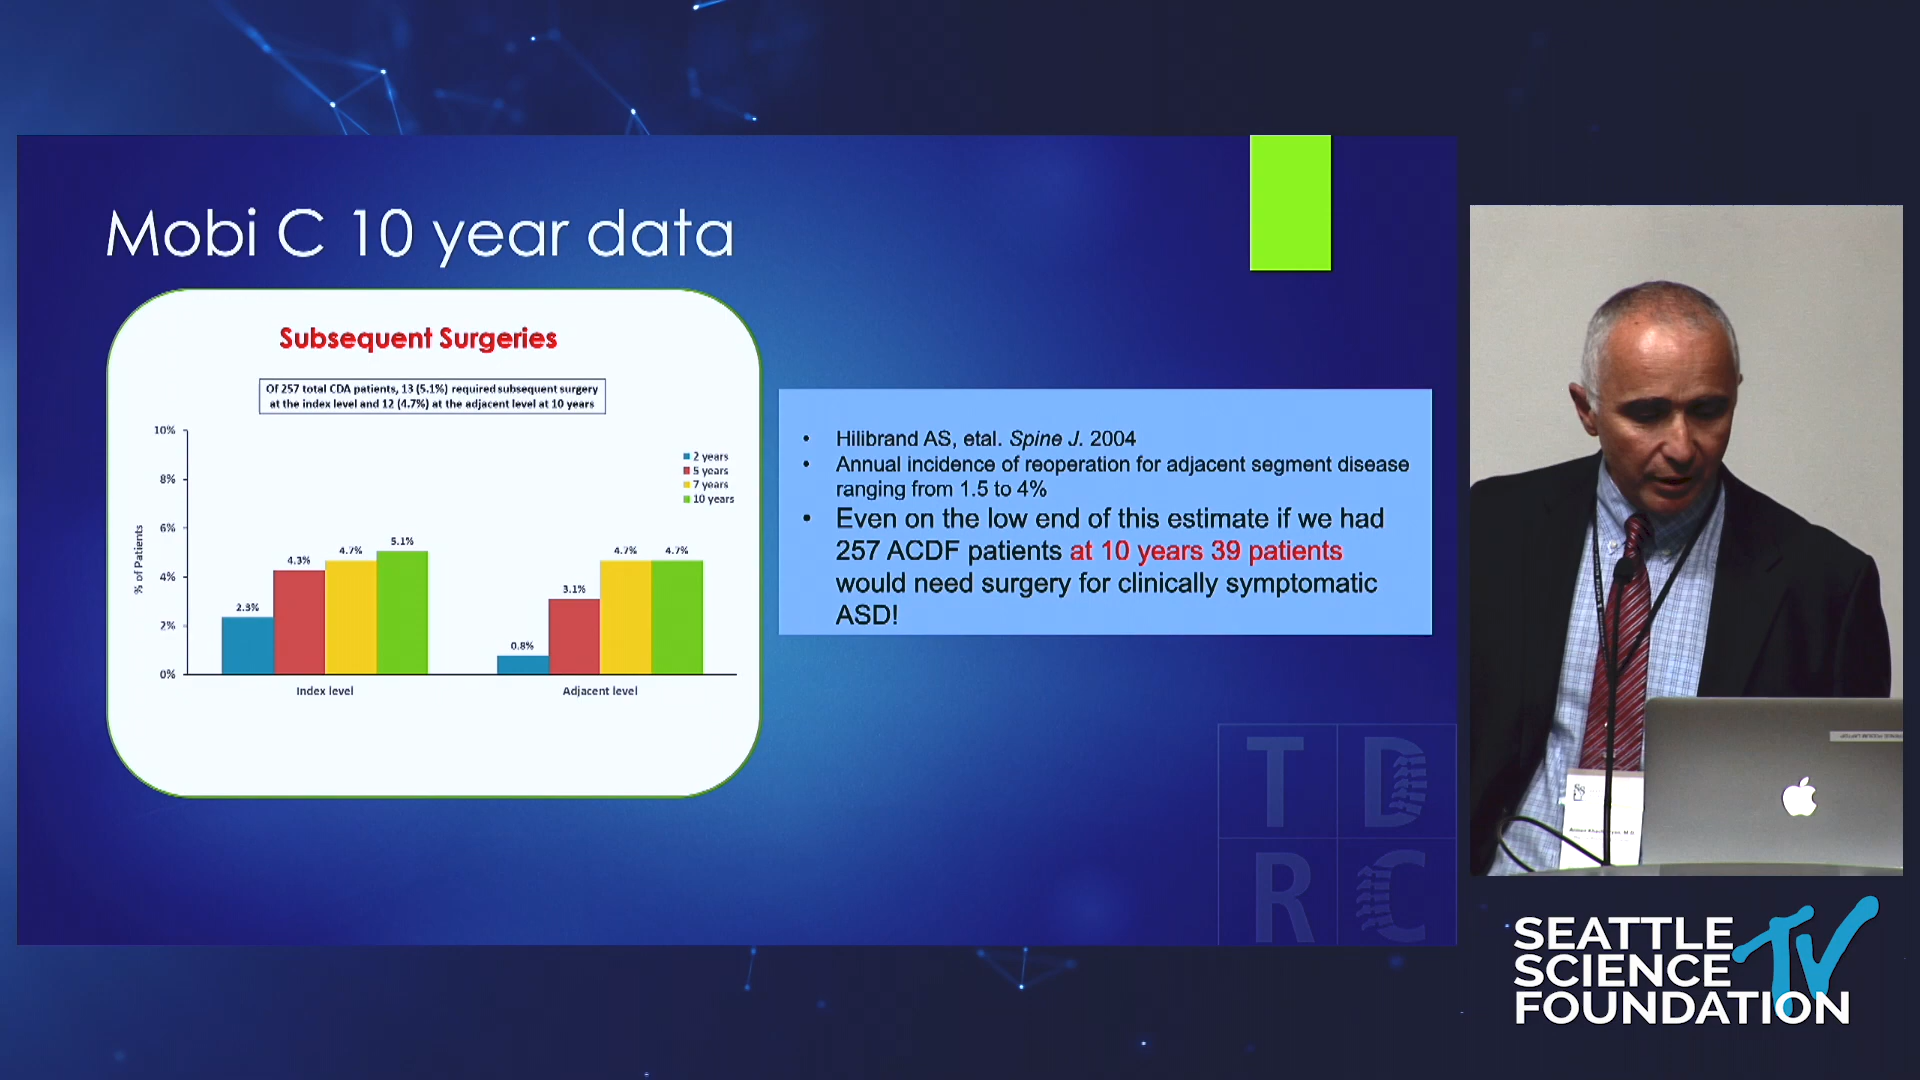 Mobi C 10 year data
Subsequent Surgeries
Of 257 total CDA patients, 13 (5.1%) required subsequent surgery
at the index level and 12 (4.7%) at the adjacent level at 10 years
10%
8%
6%
4%
2%
0%
% of Patients
2 years
5 years
7 years
10 years
2.3%
4.3%
4.7%
5.1%
0.8%
3.1%
4.7%
4.7%
Index level
Adjacent level
• Hilibrand AS, etal. Spine J. 2004
• Annual incidence of reoperation for adjacent segment disease
ranging from 1.5 to 4%
• Even on the low end of this estimate if we had
257 ACDF patients at 10 years 39 patients
would need surgery for clinically symptomatic
ASD!
T D
R C
SEATTLE
SCIENCE
FOUNDATION
TV